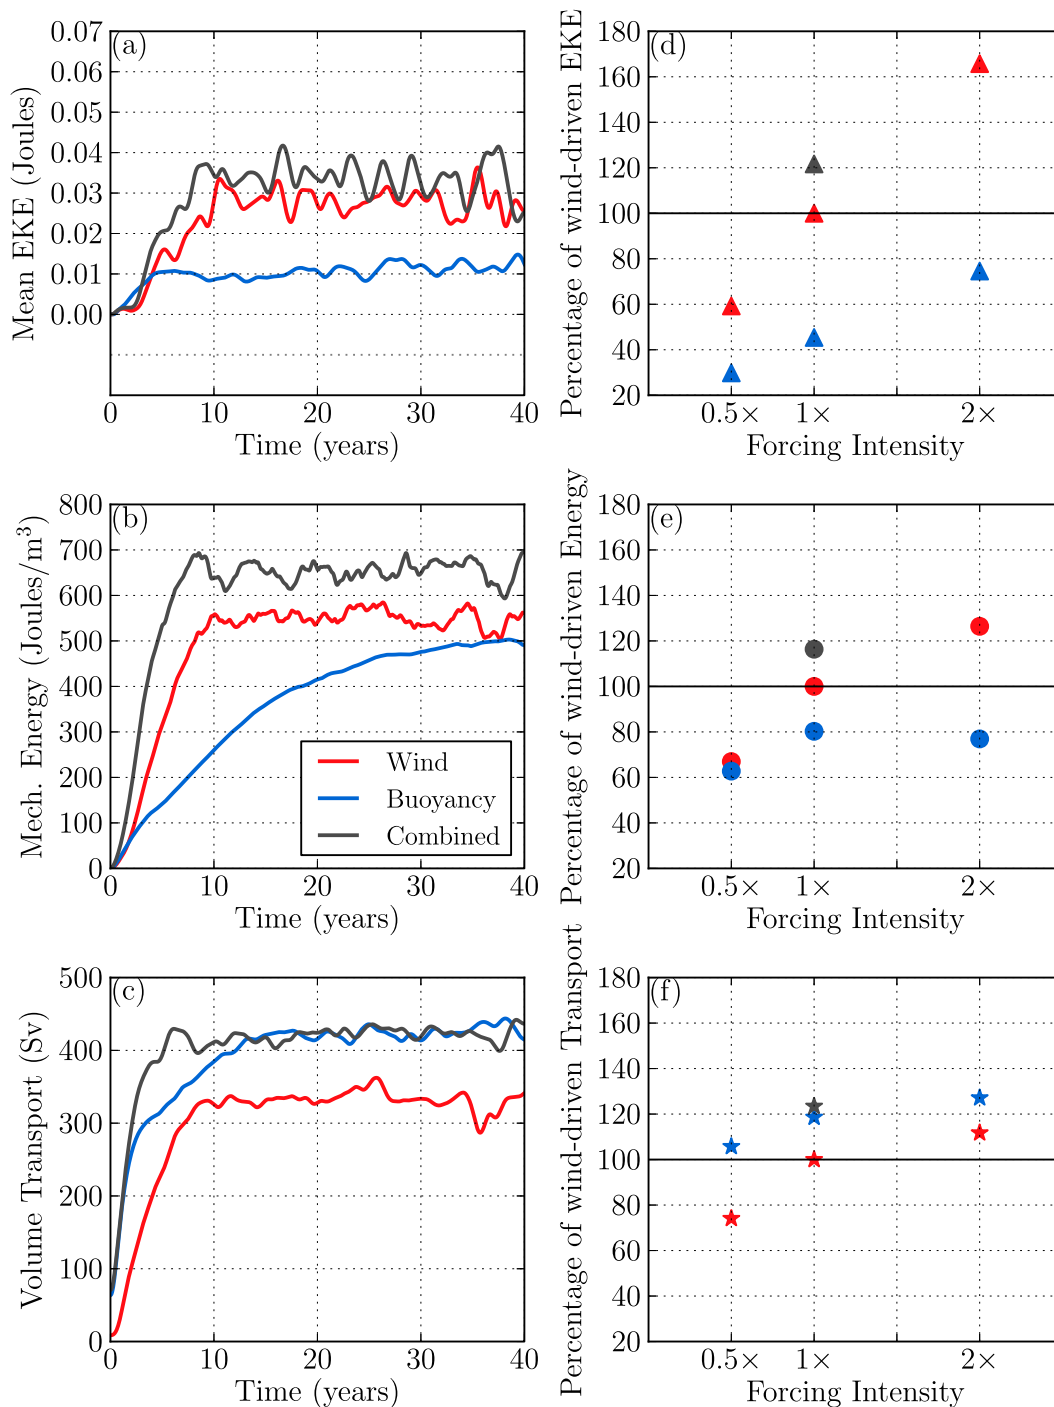 (a)
0.07
0.06
0.05
0.04
0.03
0.02
0.01
0.00
Mean EKE (Joules)
0 10 20 30 40
Time (years)
(d)
180
160
140
120
100
80
60
40
20
Percentage of wind-driven EKE
0.5× 1× 2×
Forcing Intensity
(b)
800
700
600
500
400
300
200
100
0
Mech. Energy (Joules/m³)
Wind
Buoyancy
Combined
0 10 20 30 40
Time (years)
(e)
180
160
140
120
100
80
60
40
20
Percentage of wind-driven Energy
0.5× 1× 2×
Forcing Intensity
(c)
500
400
300
200
100
0
Volume Transport (Sv)
0 10 20 30 40
Time (years)
(f)
180
160
140
120
100
80
60
40
20
Percentage of wind-driven Transport
0.5× 1× 2×
Forcing Intensity